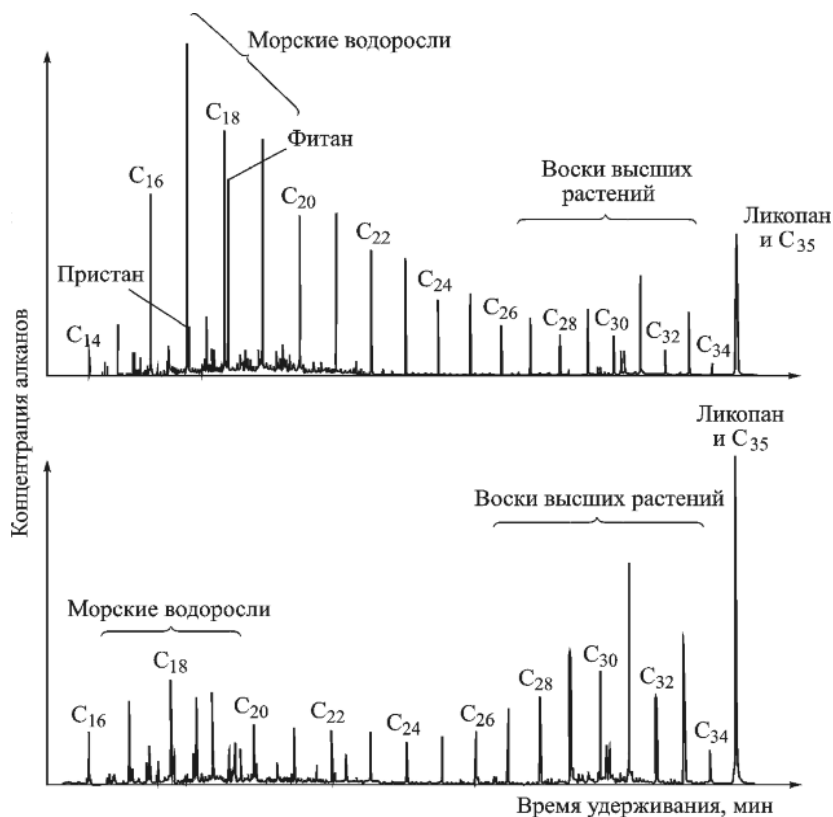 Морские водоросли
C18
Фитан
C16
C20
Воски высших
растений
Ликопан
и C35
C22
Пристан
C24
C26
C28
C30
C14
C32
C34
Концентрация алканов
Ликопан
и C35
Воски высших растений
Морские водоросли
C18
C30
C28
C32
C16
C20
C22
C26
C24
C34
Время удерживания, мин